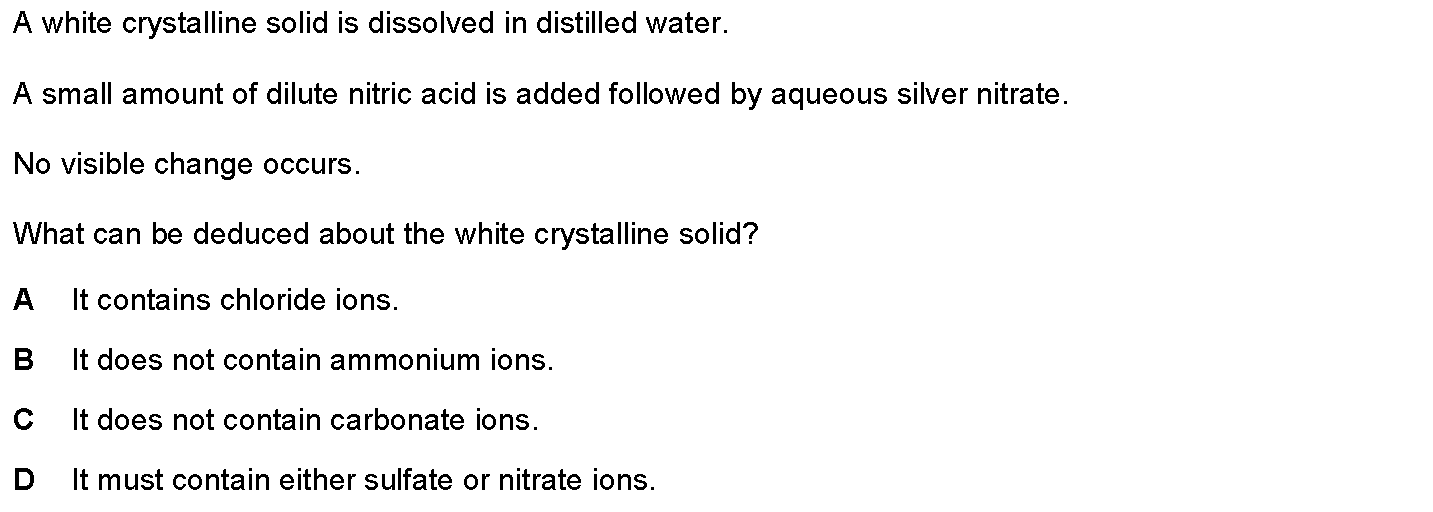 A white crystalline solid is dissolved in distilled water.
A small amount of dilute nitric acid is added followed by aqueous silver nitrate.
No visible change occurs.
What can be deduced about the white crystalline solid?
A It contains chloride ions.
B It does not contain ammonium ions.
C It does not contain carbonate ions.
D It must contain either sulfate or nitrate ions.